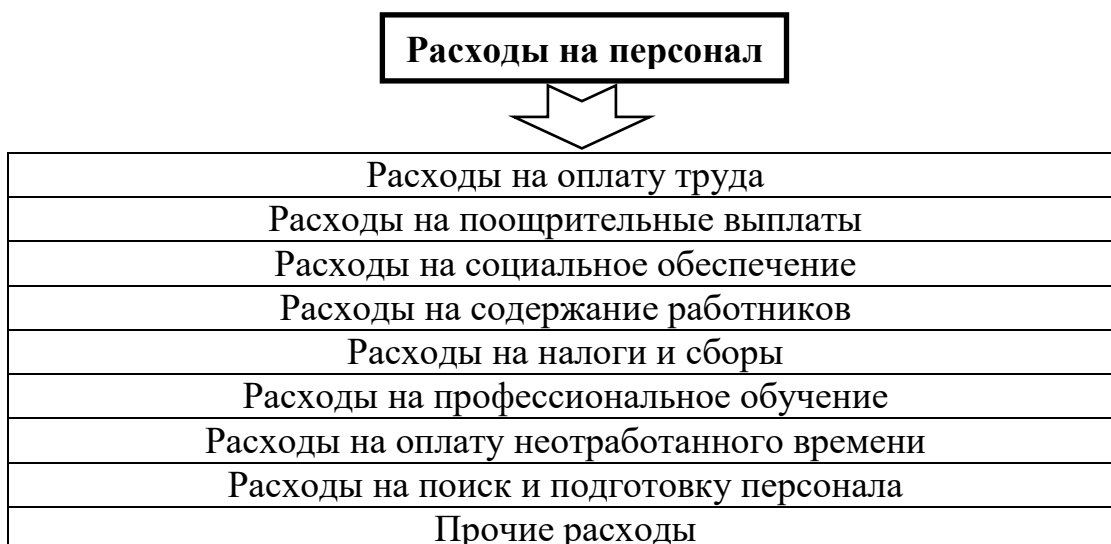 Расходы на персонал
Расходы на оплату труда
Расходы на поощрительные выплаты
Расходы на социальное обеспечение
Расходы на содержание работников
Расходы на налоги и сборы
Расходы на профессиональное обучение
Расходы на оплату неотработанного времени
Расходы на поиск и подготовку персонала
Прочие расходы